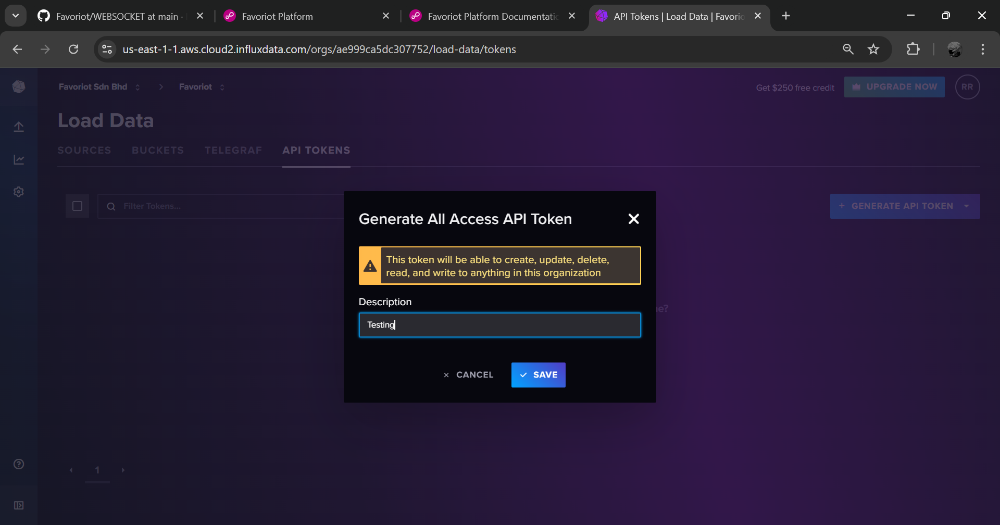 Favoriot/WEBSOCKET at main ·
Favoriot Platform
Favoriot Platform Documentatic
API Tokens | Load Data | Favorio
us-east-1-1.aws.cloud2.influxdata.com/orgs/ae999ca5dc307752/load-data/tokens
Favoriot Sdn Bhd
Favoriot
Get $250 free credit
UPGRADE NOW
RR
Load Data
SOURCES
BUCKETS
TELEGRAF
API TOKENS
Filter Tokens...
+ GENERATE API TOKEN
Generate All Access API Token
This token will be able to create, update, delete,
read, and write to anything in this organization
Description
Testing
CANCEL
SAVE
1